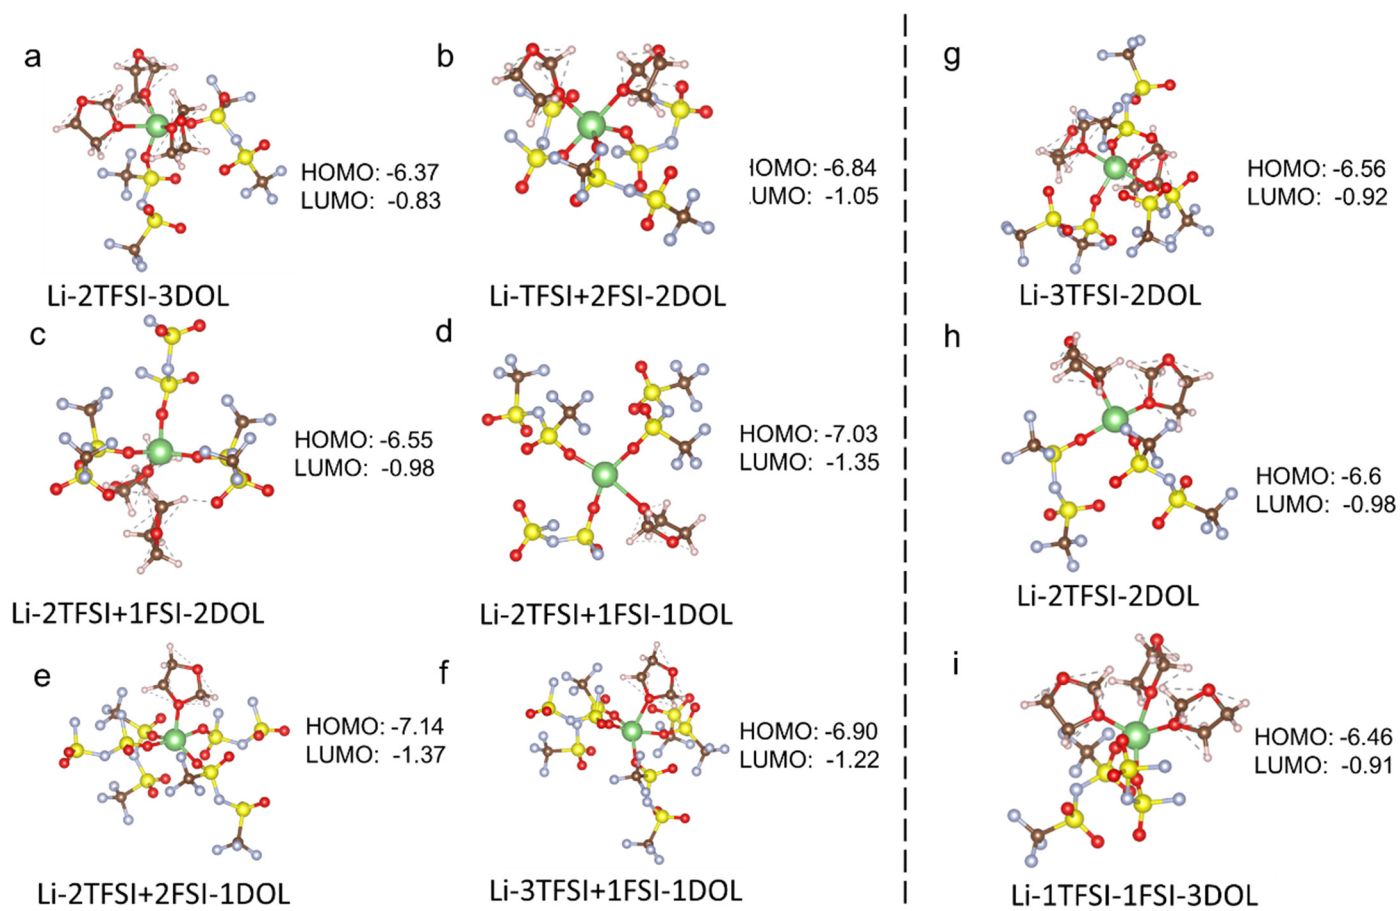 a
HOMO: -6.37
LUMO: -0.83
Li-2TFSI-3DOL
b
HOMO: -6.84
LUMO: -1.05
Li-TFSI+2FSI-2DOL
g
HOMO: -6.56
LUMO: -0.92
Li-3TFSI-2DOL
c
HOMO: -6.55
LUMO: -0.98
Li-2TFSI+1FSI-2DOL
d
HOMO: -7.03
LUMO: -1.35
Li-2TFSI+1FSI-1DOL
h
HOMO: -6.6
LUMO: -0.98
Li-2TFSI-2DOL
e
HOMO: -7.14
LUMO: -1.37
Li-2TFSI+2FSI-1DOL
f
HOMO: -6.90
LUMO: -1.22
Li-3TFSI+1FSI-1DOL
i
HOMO: -6.46
LUMO: -0.91
Li-1TFSI-1FSI-3DOL